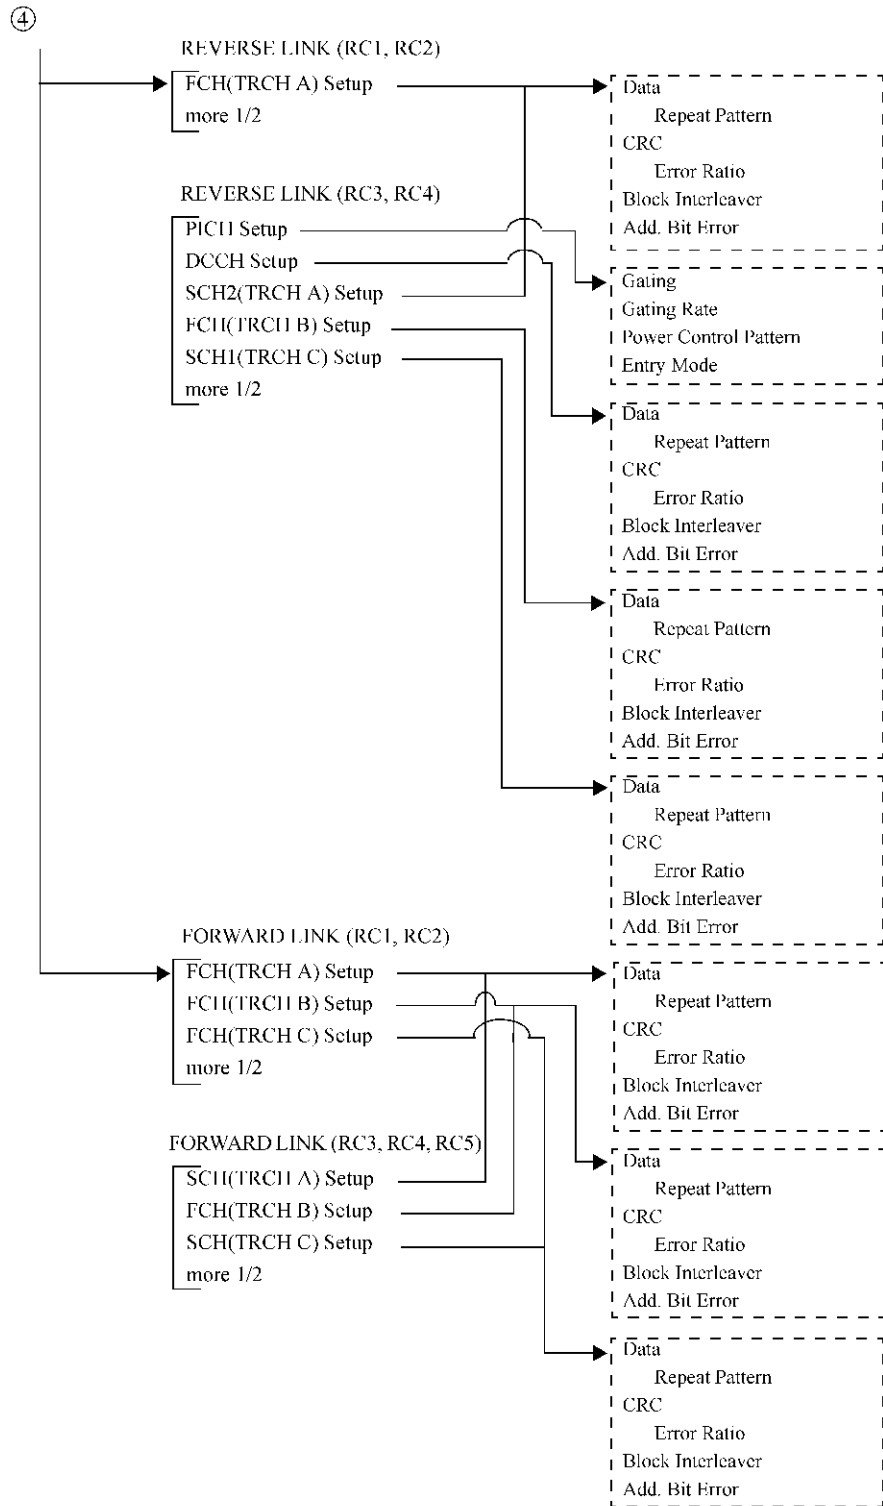 ④
REVERSE LINK (RC1, RC2)
FCH(TRCH A) Setup
more 1/2
Data
Repeat Pattern
CRC
Error Ratio
Block Interleaver
Add. Bit Error
REVERSE LINK (RC3, RC4)
PICH Setup
DCCH Setup
SCH2(TRCH A) Setup
FCH(TRCH B) Setup
SCH1(TRCH C) Setup
more 1/2
Gating
Gating Rate
Power Control Pattern
Entry Mode
Data
Repeat Pattern
CRC
Error Ratio
Block Interleaver
Add. Bit Error
Data
Repeat Pattern
CRC
Error Ratio
Block Interleaver
Add. Bit Error
Data
Repeat Pattern
CRC
Error Ratio
Block Interleaver
Add. Bit Error
FORWARD LINK (RC1, RC2)
FCH(TRCH A) Setup
FCH(TRCH B) Setup
FCH(TRCH C) Setup
more 1/2
Data
Repeat Pattern
CRC
Error Ratio
Block Interleaver
Add. Bit Error
FORWARD LINK (RC3, RC4, RC5)
SCH(TRCH A) Setup
FCH(TRCH B) Setup
SCH(TRCH C) Setup
more 1/2
Data
Repeat Pattern
CRC
Error Ratio
Block Interleaver
Add. Bit Error
Data
Repeat Pattern
CRC
Error Ratio
Block Interleaver
Add. Bit Error